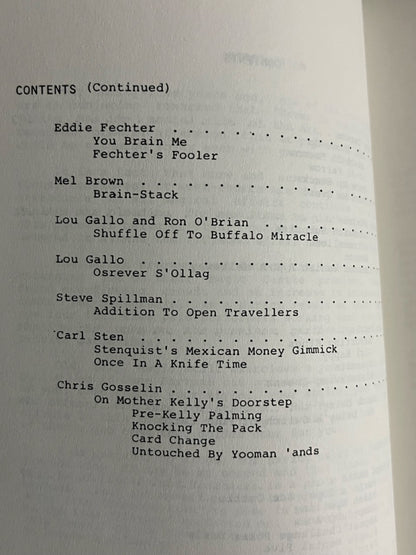 CONTENTS (Continued)
Eddie Fechter . . . . . . . . . . . . . . .
You Brain Me
Fechter's Fooler
Mel Brown . . . . . . . . . . . . . . . . .
Brain-Stack
Lou Gallo and Ron O'Brian . . . . . . . . .
Shuffle Off To Buffalo Miracle
Lou Gallo . . . . . . . . . . . . . . . . .
Osrever S'Ollag
Steve Spillman . . . . . . . . . . . . . . .
Addition To Open Travellers
Carl Sten . . . . . . . . . . . . . . . . .
Stenquist's Mexican Money Gimmick
Once In A Knife Time
Chris Gosselin . . . . . . . . . . . . . . .
On Mother Kelly's Doorstep
Pre-Kelly Palming
Knocking The Pack
Card Change
Untouched By Yooman 'ands